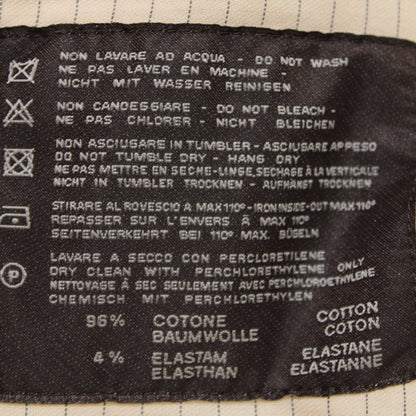 NON LAVARE AD ACQUA - DO NOT WASH
NE PAS LAVER EN MACHINE -
NICHT MIT WASSER REINIGEN
NON CANDEGGIARE - DO NOT BLEACH -
NE PAS CHLORER - NICHT BLEICHEN
NON ASCIUGARE IN TUMBLER - ASCIUGARE APPESO
DO NOT TUMBLE DRY - HANG DRY
NE PAS METTRE EN SECHE-LINGE, SECHAGE À LA VERTICALE
NICHT IN TUMBLER TROCKNEN - AUFHÄNGT TROCKNEN
STIRARE AL ROVESCIO A MAX 110° - IRON INSIDE-OUT MAX 110°
REPASSER SUR L'ENVERS À MAX 110°
SEITENVERKEHRT BEI 110° MAX. BÜGELN
LAVARE A SECCO CON PERCLORETILENE
DRY CLEAN WITH PERCHLORETHYLENE ONLY
NETTOYAGE À SEC SEULEMENT AVEC PERCHLOROETHYLENE
CHEMISCH MIT PERCHLORETHYLEN
P
96% COTONE COTTON
BAUMWOLLE COTON
4% ELASTAM ELASTANE
ELASTHAN ELASTANNE